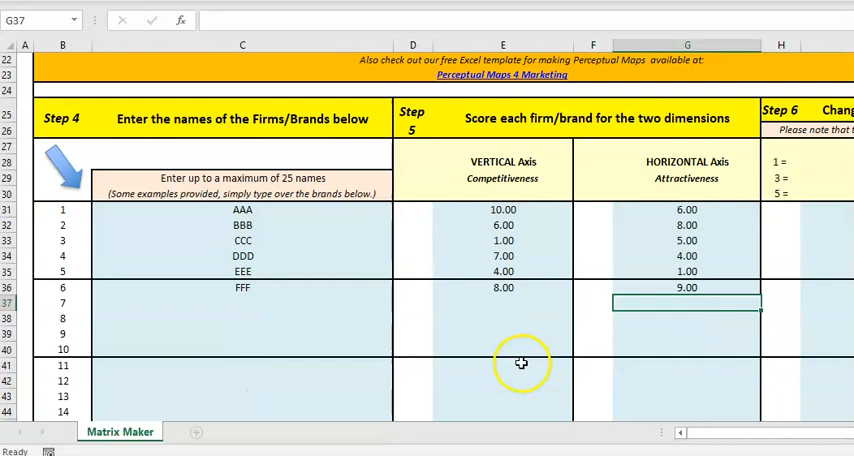 G37 fx
A B C D E F G H
22 Also check out our free Excel template for making Perceptual Maps available at:
23 Perceptual Maps 4 Marketing
24
25 Step 4 Enter the names of the Firms/Brands below Step Score each firm/brand for the two dimensions Step 6
26 5 Please note that
27
28 VERTICAL Axis HORIZONTAL Axis 1 =
29 Enter up to a maximum of 25 names Competitiveness Attractiveness 3 =
30 (Some examples provided, simply type over the brands below.) 5 =
31 1 AAA 10.00 6.00
32 2 BBB 6.00 8.00
33 3 CCC 1.00 5.00
34 4 DDD 7.00 4.00
35 5 EEE 4.00 1.00
36 6 FFF 8.00 9.00
37 7
38 8
39 9
40 10
41 11
42 12
43 13
44 14
Matrix Maker
Ready